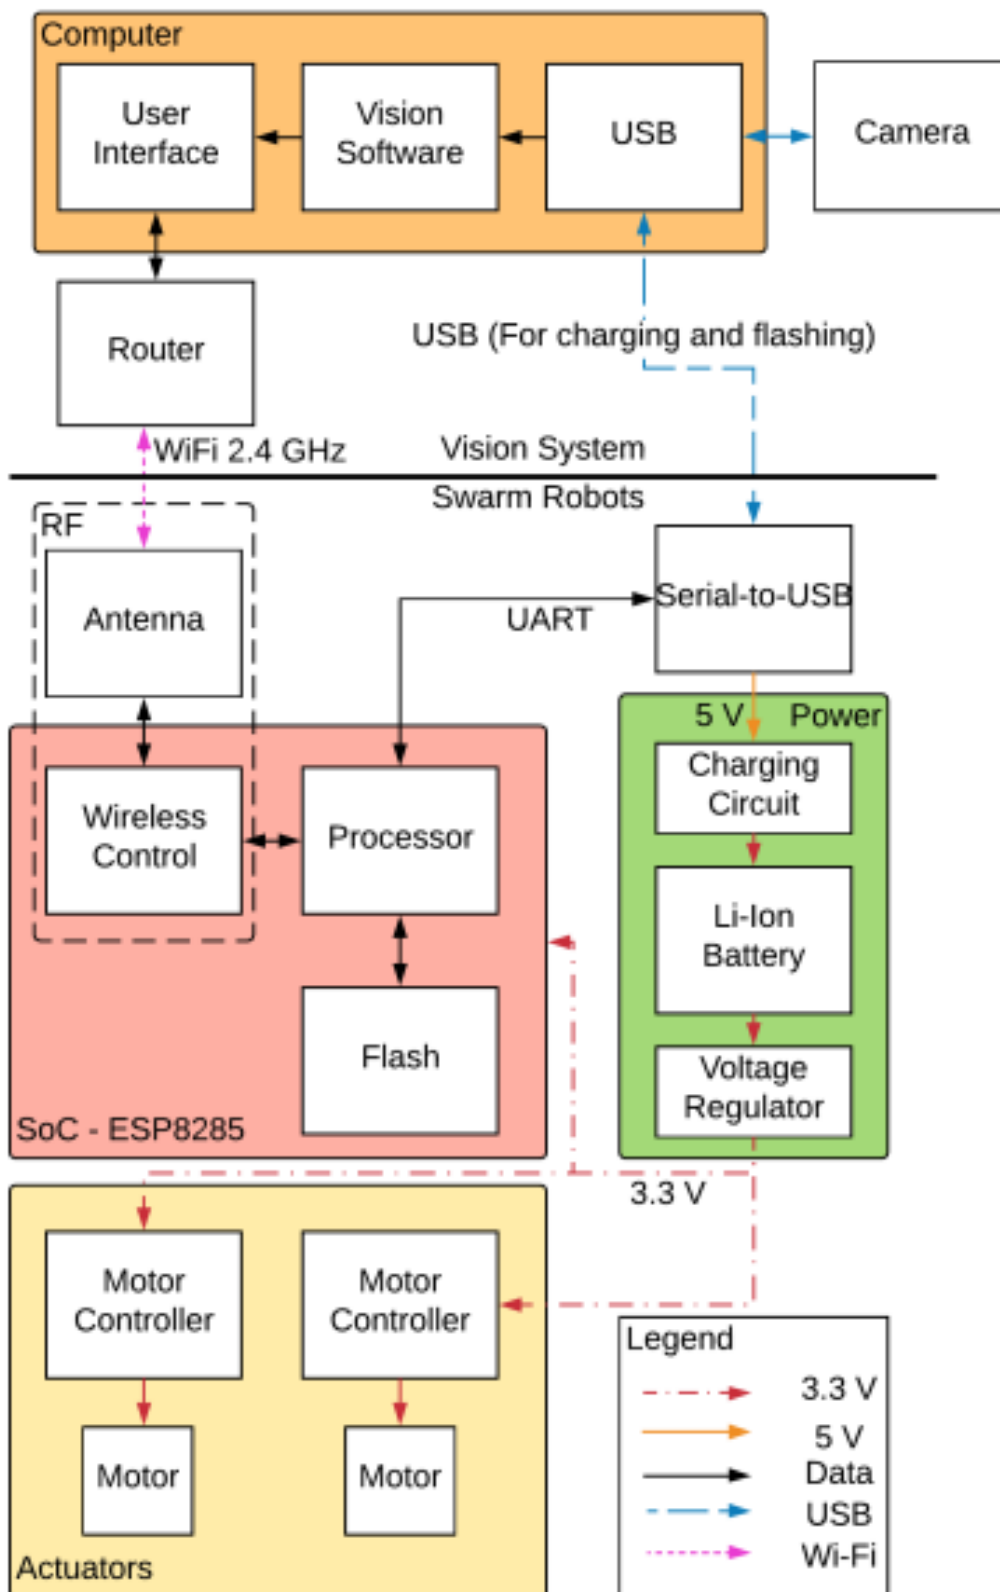 Computer
User
Interface
Vision
Software
USB
Camera
Router
USB (For charging and flashing)
WiFi 2.4 GHz
Vision System
Swarm Robots
RF
Antenna
Serial-to-USB
UART
5 V
Power
Charging
Circuit
Wireless
Control
Processor
Li-Ion
Battery
Flash
Voltage
Regulator
SoC - ESP8285
3.3 V
Motor
Controller
Motor
Controller
Motor
Motor
Actuators
Legend
3.3 V
5 V
Data
USB
Wi-Fi